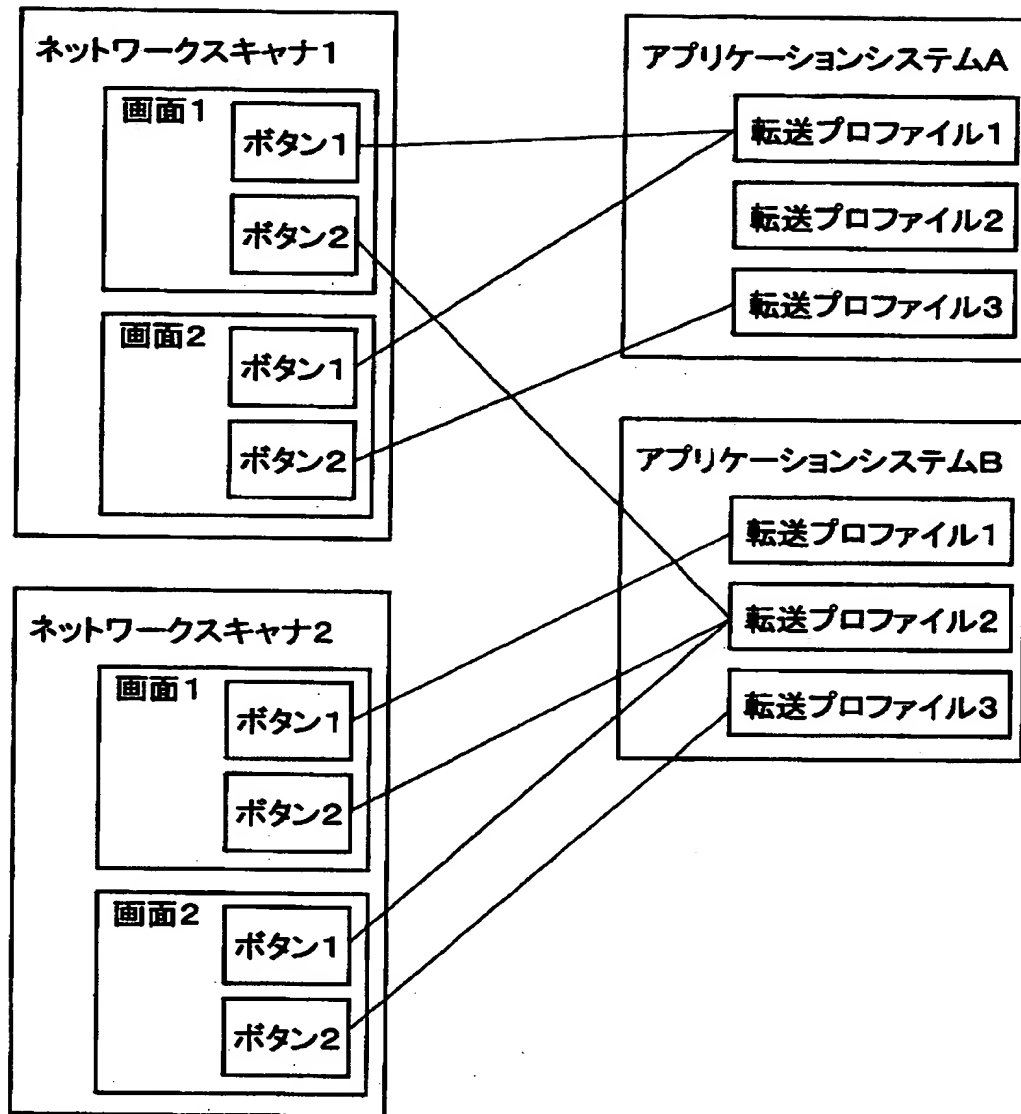 ネットワークスキャナ1
画面1
ボタン1
ボタン2
画面2
ボタン1
ボタン2
アプリケーションシステムA
転送プロファイル1
転送プロファイル2
転送プロファイル3
アプリケーションシステムB
転送プロファイル1
転送プロファイル2
転送プロファイル3
ネットワークスキャナ2
画面1
ボタン1
ボタン2
画面2
ボタン1
ボタン2